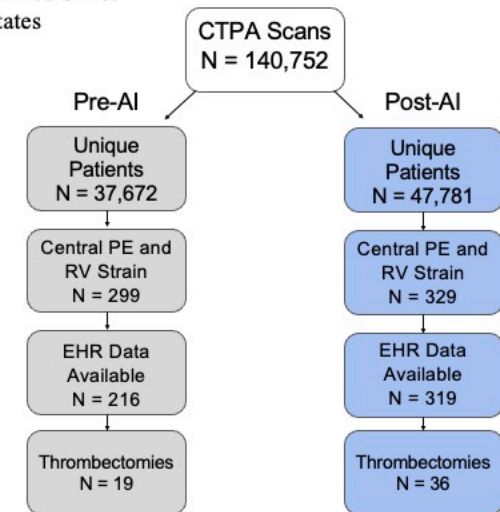 CTPA Scans
N = 140,752
Pre-AI
Post-AI
Unique
Patients
N = 37,672
Unique
Patients
N = 47,781
Central PE and
RV Strain
N = 299
Central PE and
RV Strain
N = 329
EHR Data
Available
N = 216
EHR Data
Available
N = 319
Thrombectomies
N = 19
Thrombectomies
N = 36